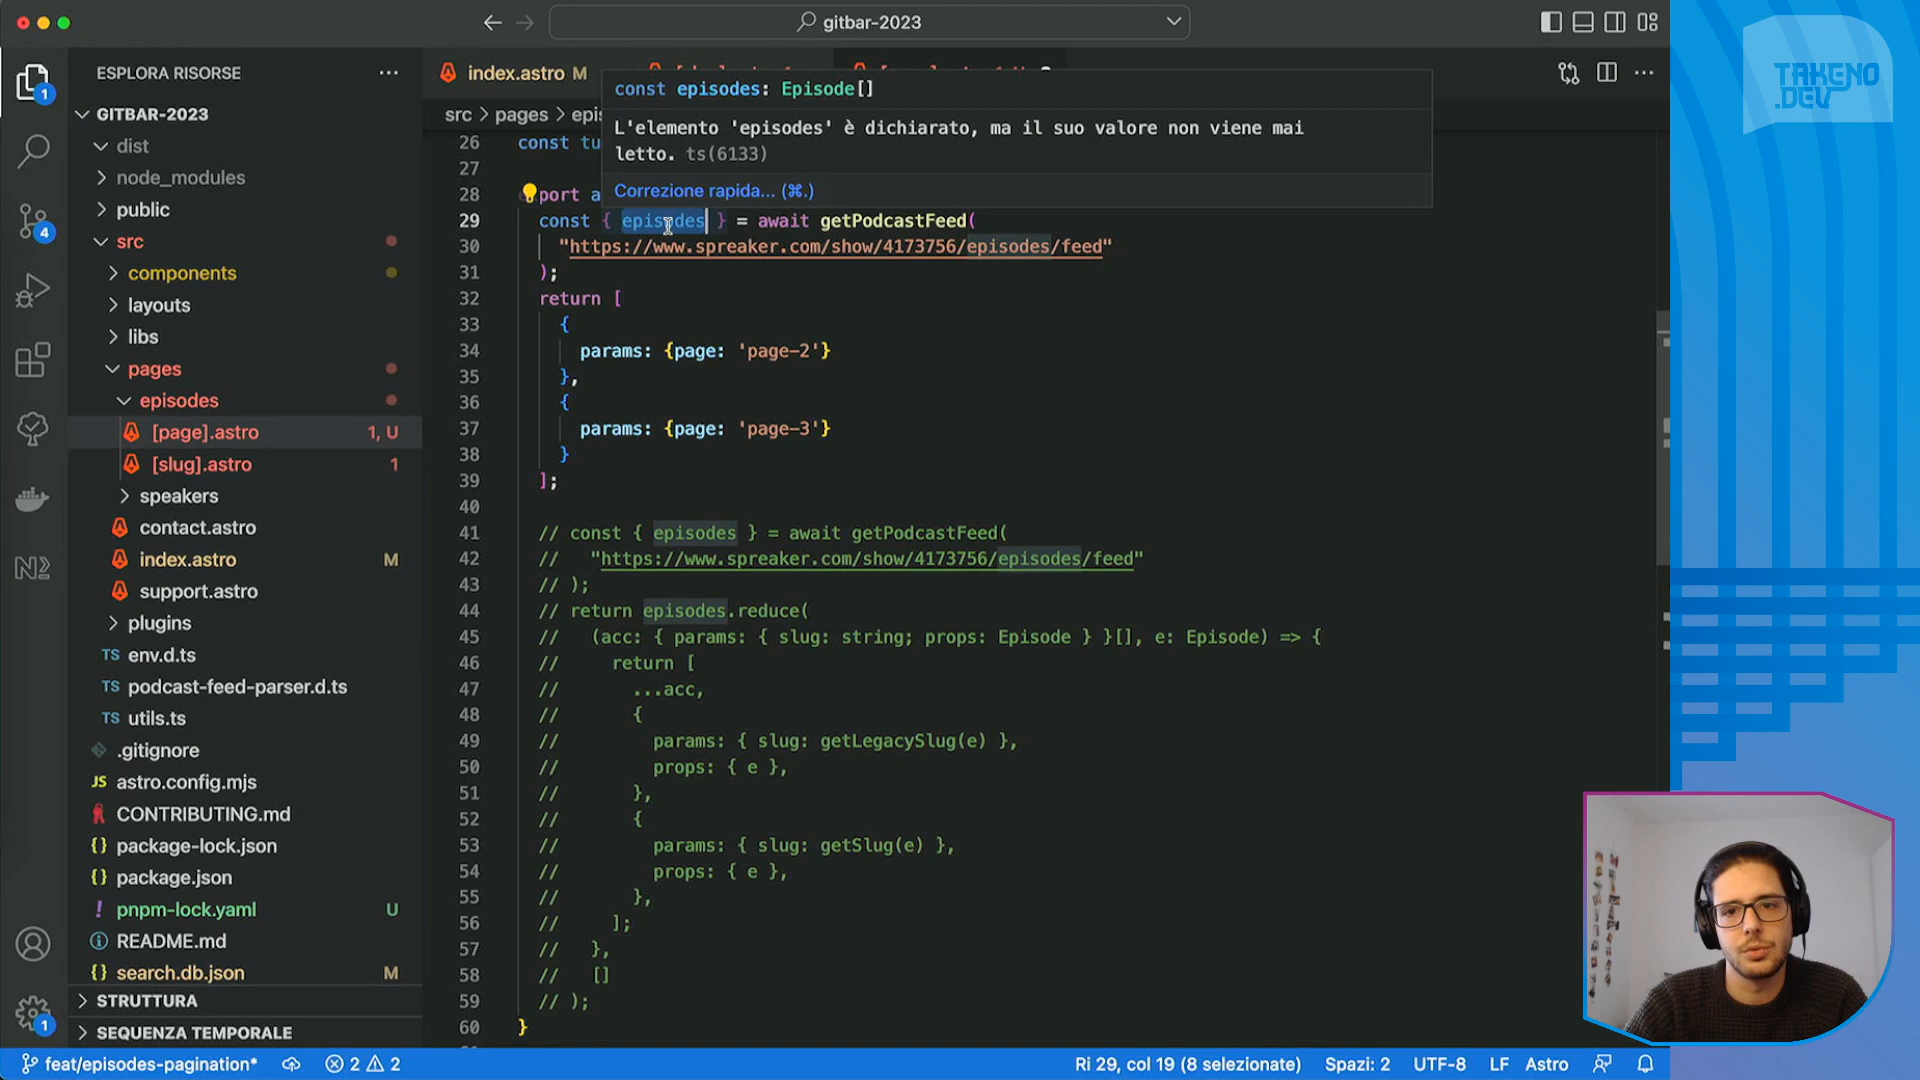 gitbar-2023
TAKENO
.DEV
ESPLORA RISORSE
index.astro M
GITBAR-2023
dist
node_modules
public
src
components
layouts
libs
pages
episodes
[page].astro 1, U
[slug].astro 1
speakers
contact.astro
index.astro M
support.astro
plugins
TS env.d.ts
TS podcast-feed-parser.d.ts
TS utils.ts
.gitignore
JS astro.config.mjs
CONTRIBUTING.md
{} package-lock.json
{} package.json
! pnpm-lock.yaml U
README.md
{} search.db.json M
STRUTTURA
SEQUENZA TEMPORALE
1
4
1
src > pages > epis
const episodes: Episode[]
L'elemento 'episodes' è dichiarato, ma il suo valore non viene mai
letto. ts(6133)
Correzione rapida... (⌘.)
26 const tu
27
28 port a
29 const { episodes } = await getPodcastFeed(
30 "https://www.spreaker.com/show/4173756/episodes/feed"
31 );
32 return [
33 {
34 params: {page: 'page-2'}
35 },
36 {
37 params: {page: 'page-3'}
38 }
39 ];
40
41 // const { episodes } = await getPodcastFeed(
42 // "https://www.spreaker.com/show/4173756/episodes/feed"
43 // );
44 // return episodes.reduce(
45 // (acc: { params: { slug: string; props: Episode } }[], e: Episode) => {
46 // return [
47 // ...acc,
48 // {
49 // params: { slug: getLegacySlug(e) },
50 // props: { e },
51 // },
52 // {
53 // params: { slug: getSlug(e) },
54 // props: { e },
55 // },
56 // ];
57 // },
58 // []
59 // );
60 }
feat/episodes-pagination* 2 2 Ri 29, col 19 (8 selezionate) Spazi: 2 UTF-8 LF Astro